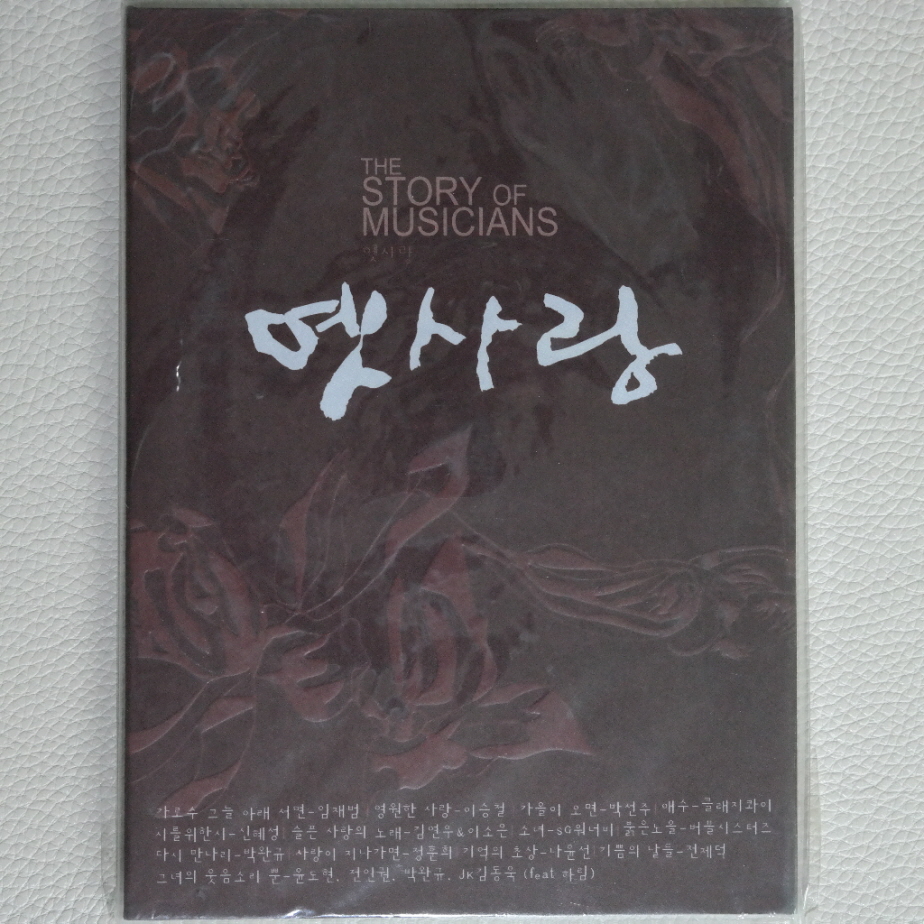 THE
STORY OF
MUSICIANS
옛사랑
옛사랑
가로수 그늘 아래 서면-임재범 | 영원한 사랑-이승철 가을이 오면-박선주 | 애수-클래지콰이
시를위한시-신혜성 | 슬픈 사랑의 노래-김연우&이소은 | 소녀-SG워너비 | 붉은노을-버블시스터즈
다시 만나리-박완규 | 사랑이 지나가면-정훈희 기억의 초상-나윤선 | 기쁨의 날들-전제덕
그녀의 웃음소리 뿐-윤도현, 전인권, 박완규, JK김동욱 (feat 하림)